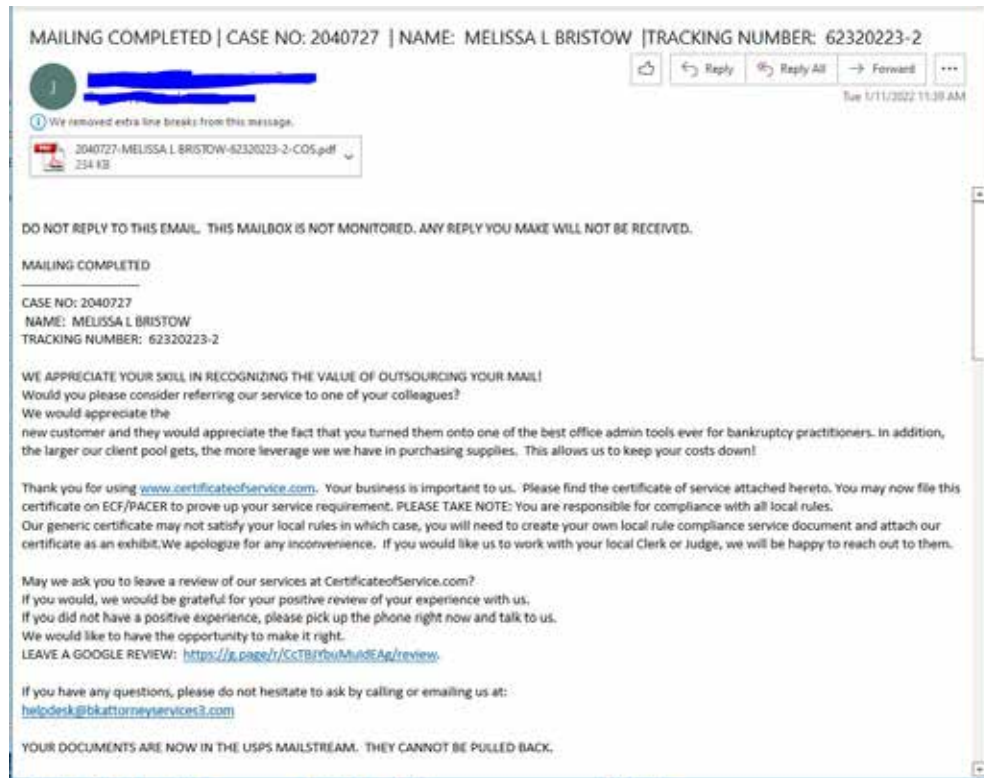 MAILING COMPLETED | CASE NO: 2040727 | NAME: MELISSA L BRISTOW |TRACKING NUMBER: 62320223-2
J
Reply
Reply All
Forward
Tue 1/11/2022 11:39 AM
We removed extra line breaks from this message.
2040727-MELISSA L BRISTOW-62320223-2-COS.pdf
234 KB
DO NOT REPLY TO THIS EMAIL. THIS MAILBOX IS NOT MONITORED. ANY REPLY YOU MAKE WILL NOT BE RECEIVED.
MAILING COMPLETED
CASE NO: 2040727
NAME: MELISSA L BRISTOW
TRACKING NUMBER: 62320223-2
WE APPRECIATE YOUR SKILL IN RECOGNIZING THE VALUE OF OUTSOURCING YOUR MAIL!
Would you please consider referring our service to one of your colleagues?
We would appreciate the
new customer and they would appreciate the fact that you turned them onto one of the best office admin tools ever for bankruptcy practitioners. In addition,
the larger our client pool gets, the more leverage we we have in purchasing supplies. This allows us to keep your costs down!
Thank you for using www.certificateofservice.com. Your business is important to us. Please find the certificate of service attached hereto. You may now file this
certificate on ECF/PACER to prove up your service requirement. PLEASE TAKE NOTE: You are responsible for compliance with all local rules.
Our generic certificate may not satisfy your local rules in which case, you will need to create your own local rule compliance service document and attach our
certificate as an exhibit.We apologize for any inconvenience. If you would like us to work with your local Clerk or Judge, we will be happy to reach out to them.
May we ask you to leave a review of our services at CertificateofService.com?
If you would, we would be grateful for your positive review of your experience with us.
If you did not have a positive experience, please pick up the phone right now and talk to us.
We would like to have the opportunity to make it right.
LEAVE A GOOGLE REVIEW:
If you have any questions, please do not hesitate to ask by calling or emailing us at:
helpdesk@bkattorneyservices3.com
YOUR DOCUMENTS ARE NOW IN THE USPS MAILSTREAM. THEY CANNOT BE PULLED BACK.